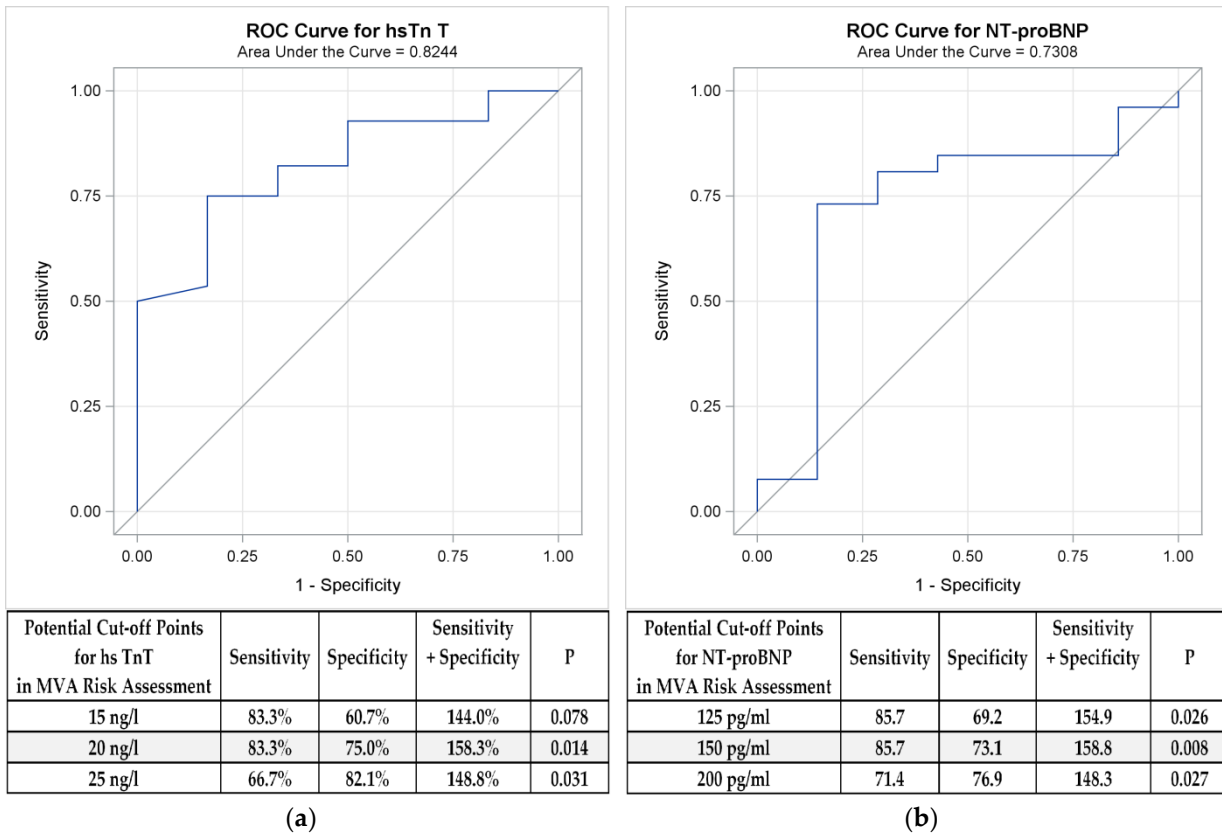 ROC Curve for hsTn T
Area Under the Curve = 0.8244
1.00
0.75
0.50
0.25
0.00
Sensitivity
0.00 0.25 0.50 0.75 1.00
1 - Specificity
Potential Cut-off Points
for hs TnT
in MVA Risk Assessment
Sensitivity
Specificity
Sensitivity
+ Specificity
P
15 ng/l 83.3% 60.7% 144.0% 0.078
20 ng/l 83.3% 75.0% 158.3% 0.014
25 ng/l 66.7% 82.1% 148.8% 0.031
(a)
ROC Curve for NT-proBNP
Area Under the Curve = 0.7308
1.00
0.75
0.50
0.25
0.00
Sensitivity
0.00 0.25 0.50 0.75 1.00
1 - Specificity
Potential Cut-off Points
for NT-proBNP
in MVA Risk Assessment
Sensitivity
Specificity
Sensitivity
+ Specificity
P
125 pg/ml 85.7 69.2 154.9 0.026
150 pg/ml 85.7 73.1 158.8 0.008
200 pg/ml 71.4 76.9 148.3 0.027
(b)